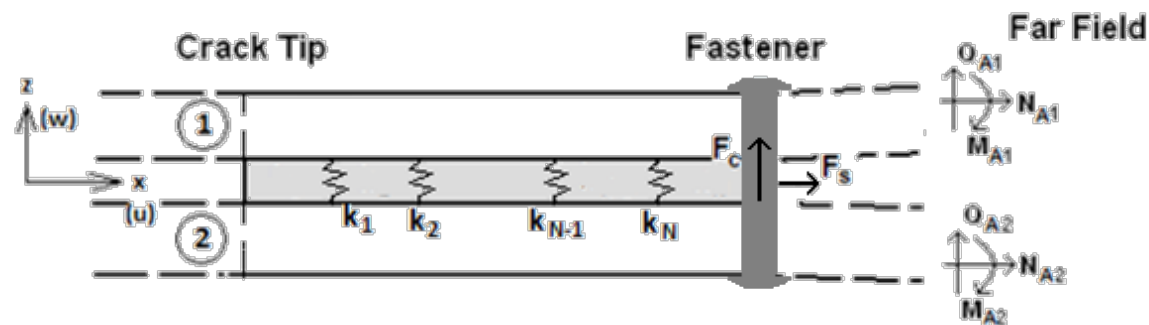 Far Field
Crack Tip Fastener
z
(w)
1
x
(u)
2
k1 k2 kN-1 kN
Fc
Fs
QA1
NA1
MA1
QA2
NA2
MA2